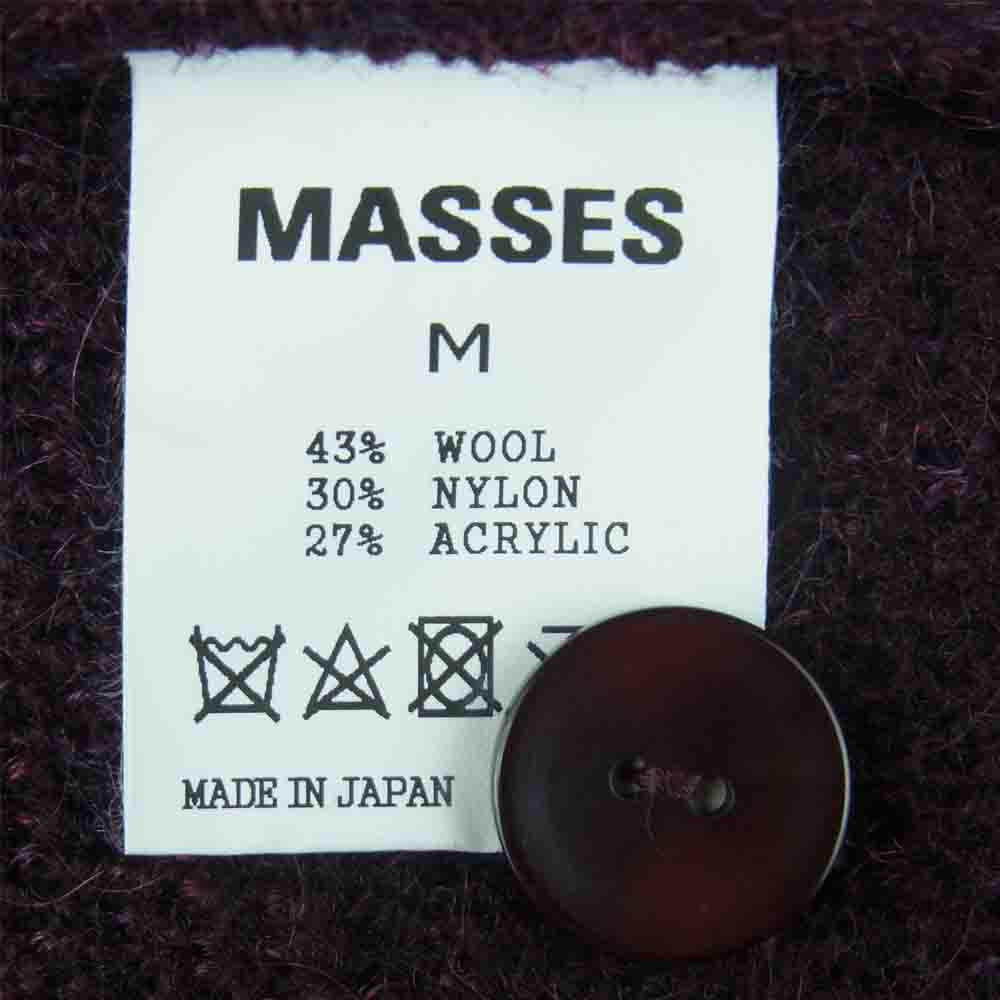 MASSES
M
43% WOOL
30% NYLON
27% ACRYLIC
MADE IN JAPAN